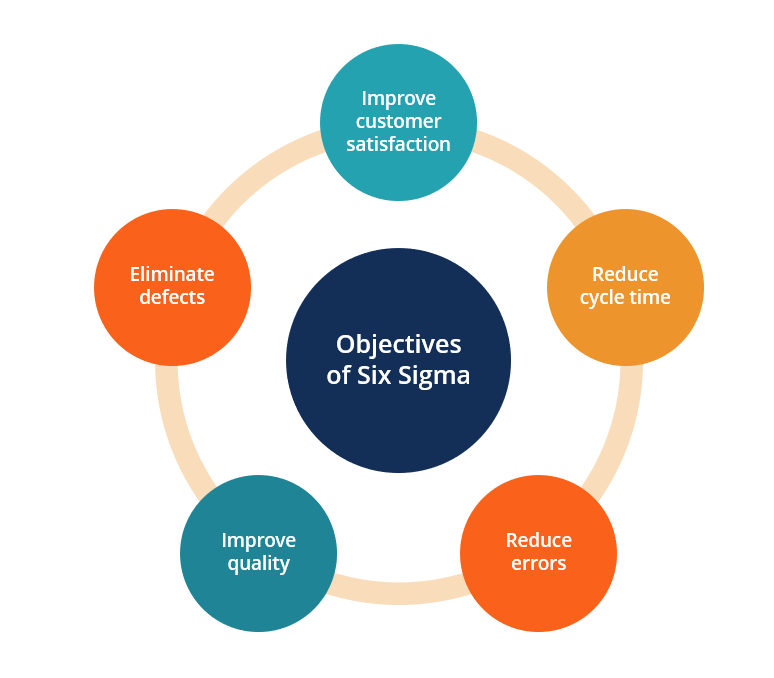 Improve
customer
satisfaction
Eliminate
defects
Reduce
cycle time
Objectives
of Six Sigma
Improve
quality
Reduce
errors